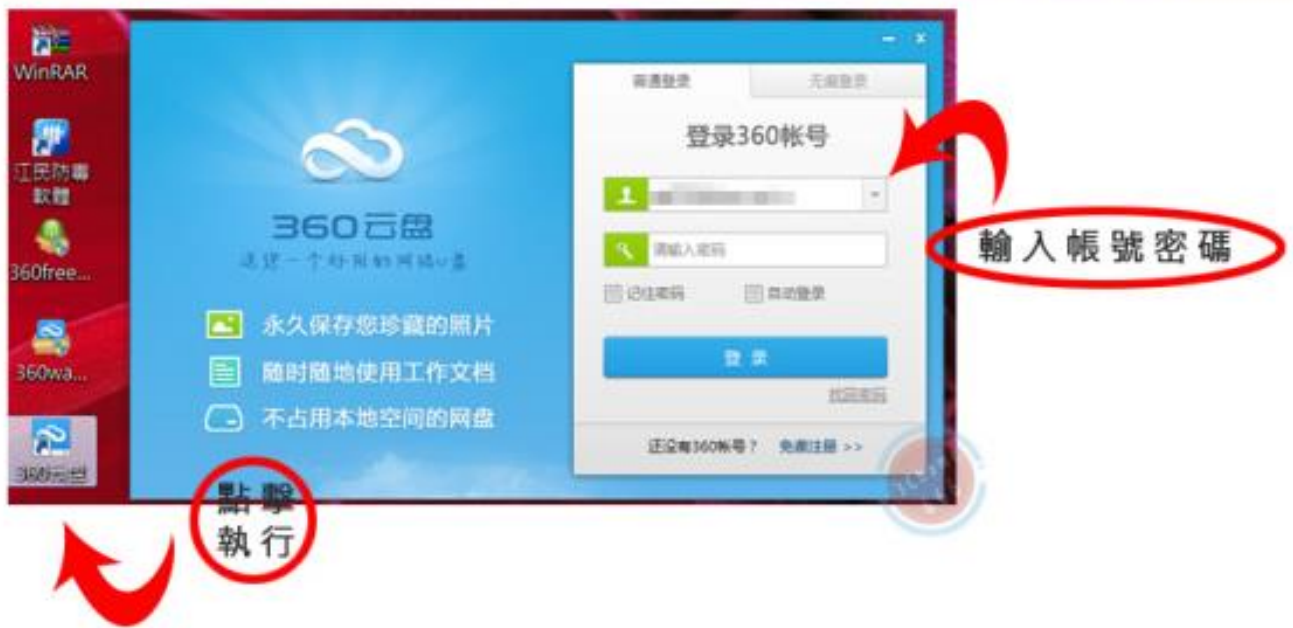 WinRAR
江民防毒
軟體
360free...
360wa...
360云盘
360云盘
永久保存您珍藏的照片
随时随地使用工作文档
不占用本地空间的网盘
普通登录
无痕登录
登录360帐号
请输入密码
记住密码
自动登录
登 录
找回密码
还没有360帐号？ 免费注册 >>
輸入帳號密碼
點擊
執行